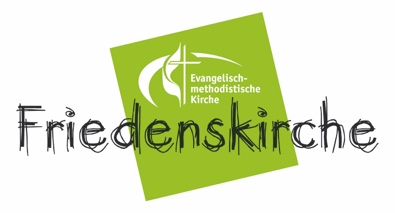 Evangelisch-
methodistische
Kirche
Friedenskirche